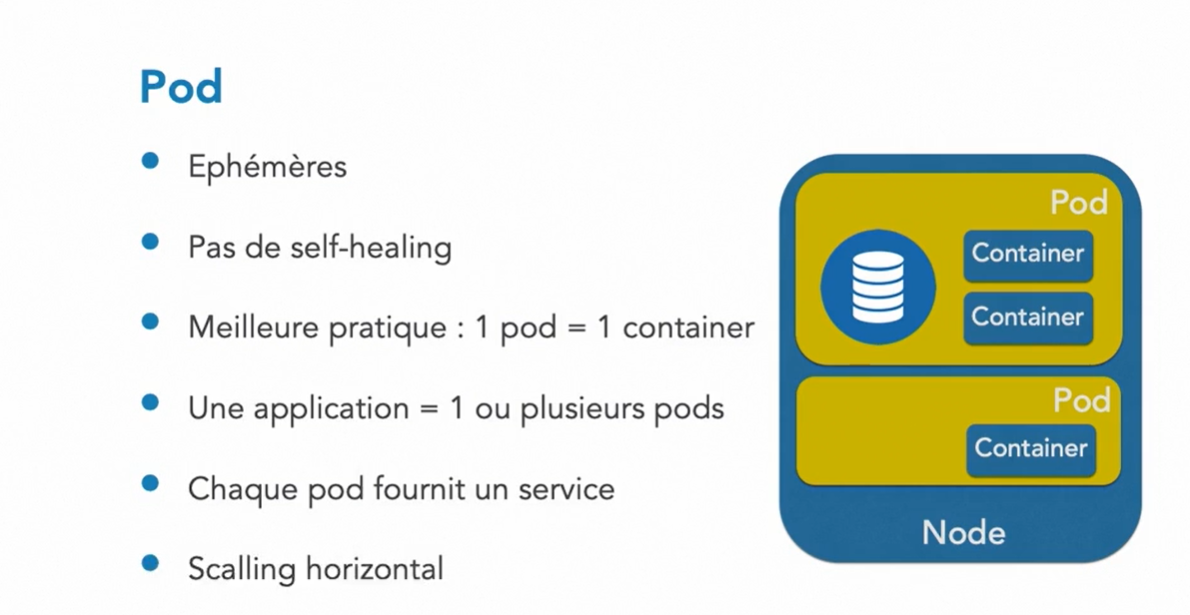 Pod
Ephémères
Pas de self-healing
Meilleure pratique : 1 pod = 1 container
Une application = 1 ou plusieurs pods
Chaque pod fournit un service
Scalling horizontal
Pod
Container
Container
Pod
Container
Node